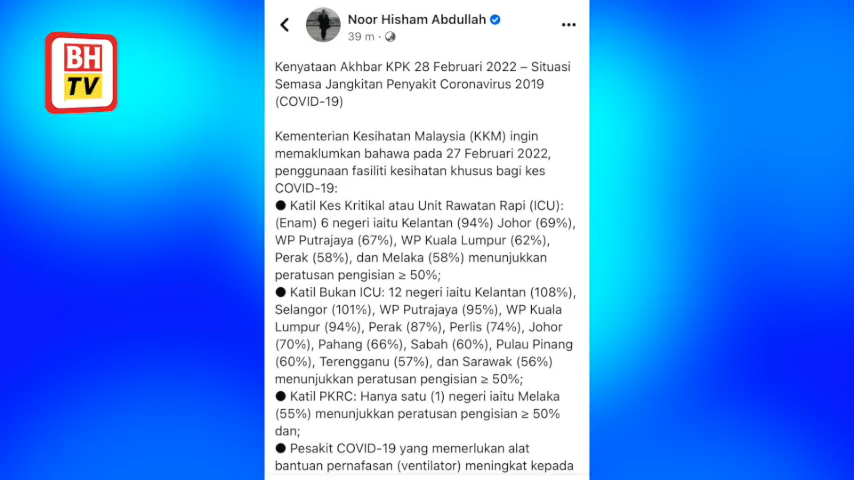 BH
TV
Noor Hisham Abdullah
39 m ·
Kenyataan Akhbar KPK 28 Februari 2022 – Situasi
Semasa Jangkitan Penyakit Coronavirus 2019
(COVID-19)
Kementerian Kesihatan Malaysia (KKM) ingin
memaklumkan bahawa pada 27 Februari 2022,
penggunaan fasiliti kesihatan khusus bagi kes
COVID-19:
● Katil Kes Kritikal atau Unit Rawatan Rapi (ICU):
(Enam) 6 negeri iaitu Kelantan (94%) Johor (69%),
WP Putrajaya (67%), WP Kuala Lumpur (62%),
Perak (58%), dan Melaka (58%) menunjukkan
peratusan pengisian ≥ 50%;
● Katil Bukan ICU: 12 negeri iaitu Kelantan (108%),
Selangor (101%), WP Putrajaya (95%), WP Kuala
Lumpur (94%), Perak (87%), Perlis (74%), Johor
(70%), Pahang (66%), Sabah (60%), Pulau Pinang
(60%), Terengganu (57%), dan Sarawak (56%)
menunjukkan peratusan pengisian ≥ 50%;
● Katil PKRC: Hanya satu (1) negeri iaitu Melaka
(55%) menunjukkan peratusan pengisian ≥ 50%
dan;
● Pesakit COVID-19 yang memerlukan alat
bantuan pernafasan (ventilator) meningkat kepada